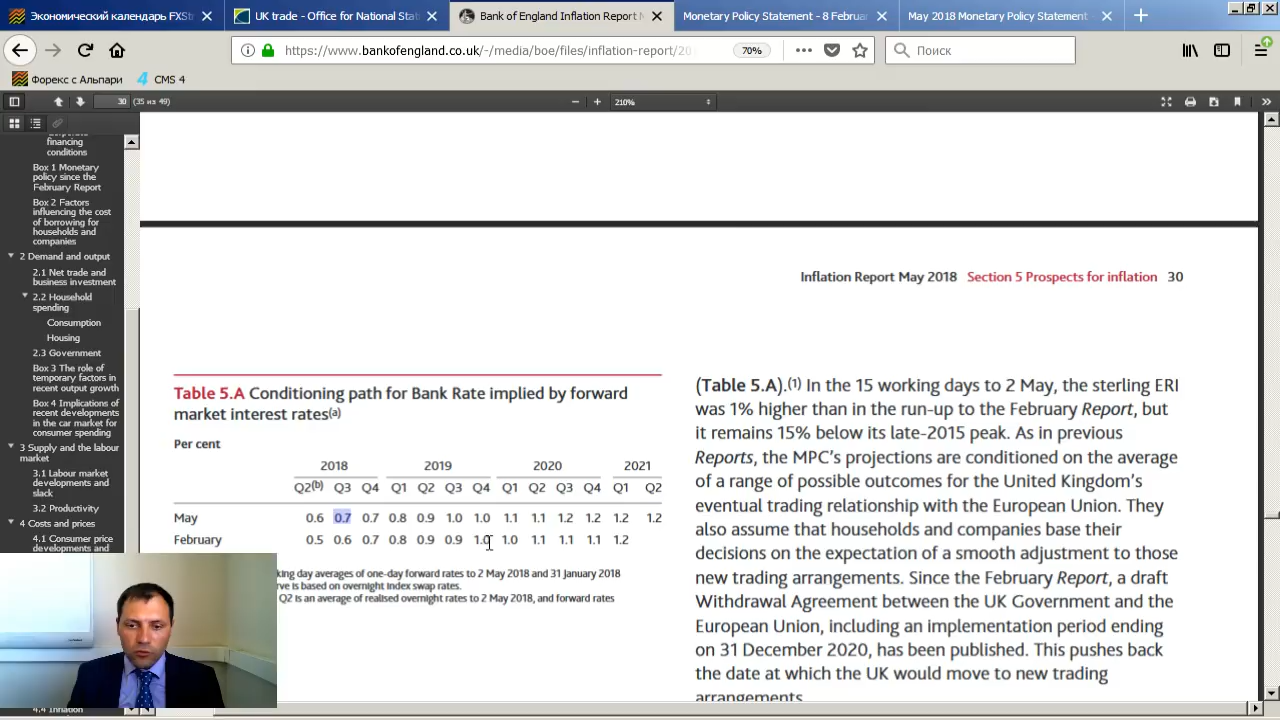 Экономический календарь FXSt
UK trade - Office for National Stat
Bank of England Inflation Report M
Monetary Policy Statement - 8 Februar
May 2018 Monetary Policy Statement
https://www.bankofengland.co.uk/-/media/boe/files/inflation-report/20
70%
Поиск
Форекс с Альпари
CMS 4
30
(35 из 49)
210%
financing
conditions
Box 1 Monetary
policy since the
February Report
Box 2 Factors
influencing the cost
of borrowing for
households and
companies
2 Demand and output
2.1 Net trade and
business investment
2.2 Household
spending
Consumption
Housing
2.3 Government
Box 3 The role of
temporary factors in
recent output growth
Box 4 Implications of
recent developments
in the car market for
consumer spending
3 Supply and the labour
market
3.1 Labour market
developments and
slack
3.2 Productivity
4 Costs and prices
4.1 Consumer price
developments and
4.4 Inflation
Inflation Report May 2018 Section 5 Prospects for inflation 30
Table 5.A Conditioning path for Bank Rate implied by forward
market interest rates(a)
Per cent
2018 2019 2020 2021
Q2(b) Q3 Q4 Q1 Q2 Q3 Q4 Q1 Q2 Q3 Q4 Q1 Q2
May 0.6 0.7 0.7 0.8 0.9 1.0 1.0 1.1 1.1 1.2 1.2 1.2 1.2
February 0.5 0.6 0.7 0.8 0.9 0.9 1.0 1.0 1.1 1.1 1.1 1.2
king day averages of one-day forward rates to 2 May 2018 and 31 January 2018
rve is based on overnight index swap rates.
Q2 is an average of realised overnight rates to 2 May 2018, and forward rates
(Table 5.A).(1) In the 15 working days to 2 May, the sterling ERI
was 1% higher than in the run-up to the February Report, but
it remains 15% below its late-2015 peak. As in previous
Reports, the MPC's projections are conditioned on the average
of a range of possible outcomes for the United Kingdom's
eventual trading relationship with the European Union. They
also assume that households and companies base their
decisions on the expectation of a smooth adjustment to those
new trading arrangements. Since the February Report, a draft
Withdrawal Agreement between the UK Government and the
European Union, including an implementation period ending
on 31 December 2020, has been published. This pushes back
the date at which the UK would move to new trading
arrangements.